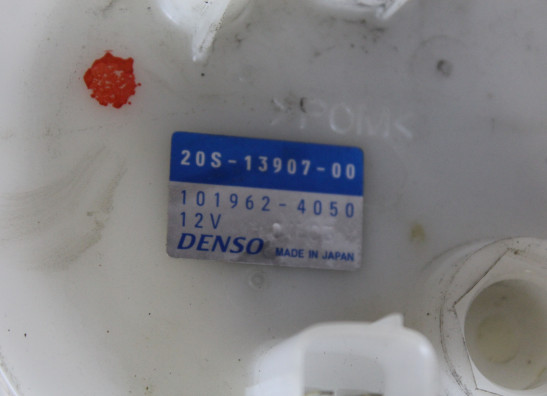 >POM<
20S-13907-00
101962-4050
12V
DENSO MADE IN JAPAN